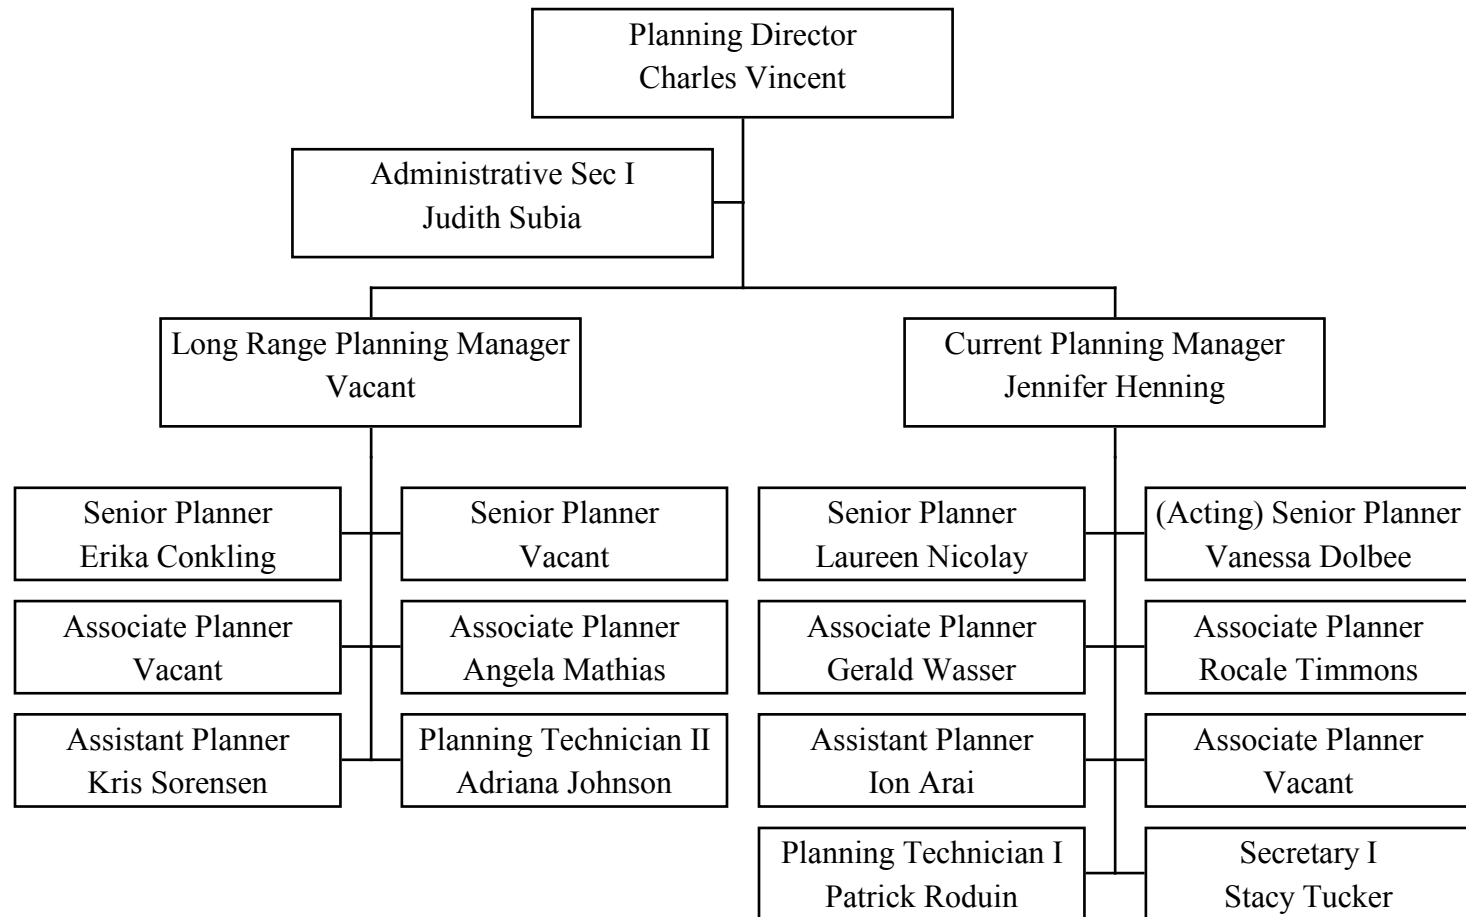 Planning Director
Charles Vincent
Administrative Sec I
Judith Subia
Long Range Planning Manager
Vacant
Current Planning Manager
Jennifer Henning
Senior Planner
Erika Conkling
Senior Planner
Vacant
Senior Planner
Laureen Nicolay
(Acting) Senior Planner
Vanessa Dolbee
Associate Planner
Vacant
Associate Planner
Angela Mathias
Associate Planner
Gerald Wasser
Associate Planner
Rocale Timmons
Assistant Planner
Kris Sorensen
Planning Technician II
Adriana Johnson
Assistant Planner
Ion Arai
Associate Planner
Vacant
Planning Technician I
Patrick Roduin
Secretary I
Stacy Tucker